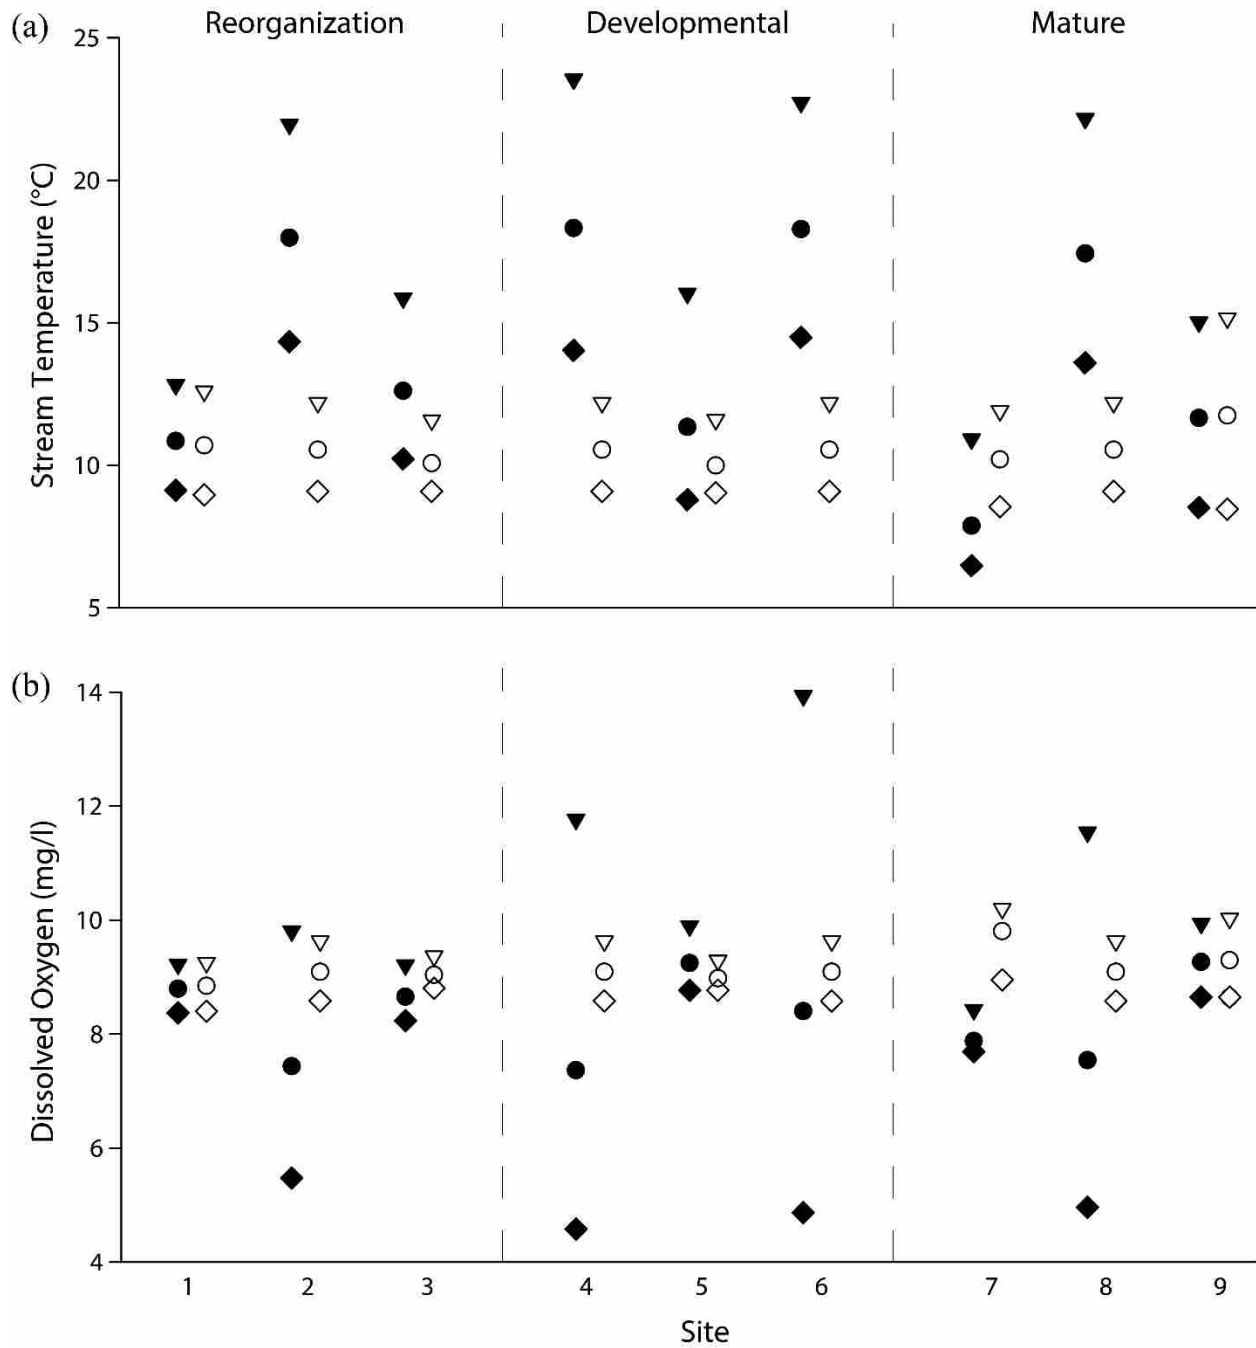 (a)
Reorganization Developmental Mature
25
20
15
10
5
Stream Temperature (°C)
(b)
14
12
10
8
6
4
Dissolved Oxygen (mg/l)
1 2 3 4 5 6 7 8 9
Site